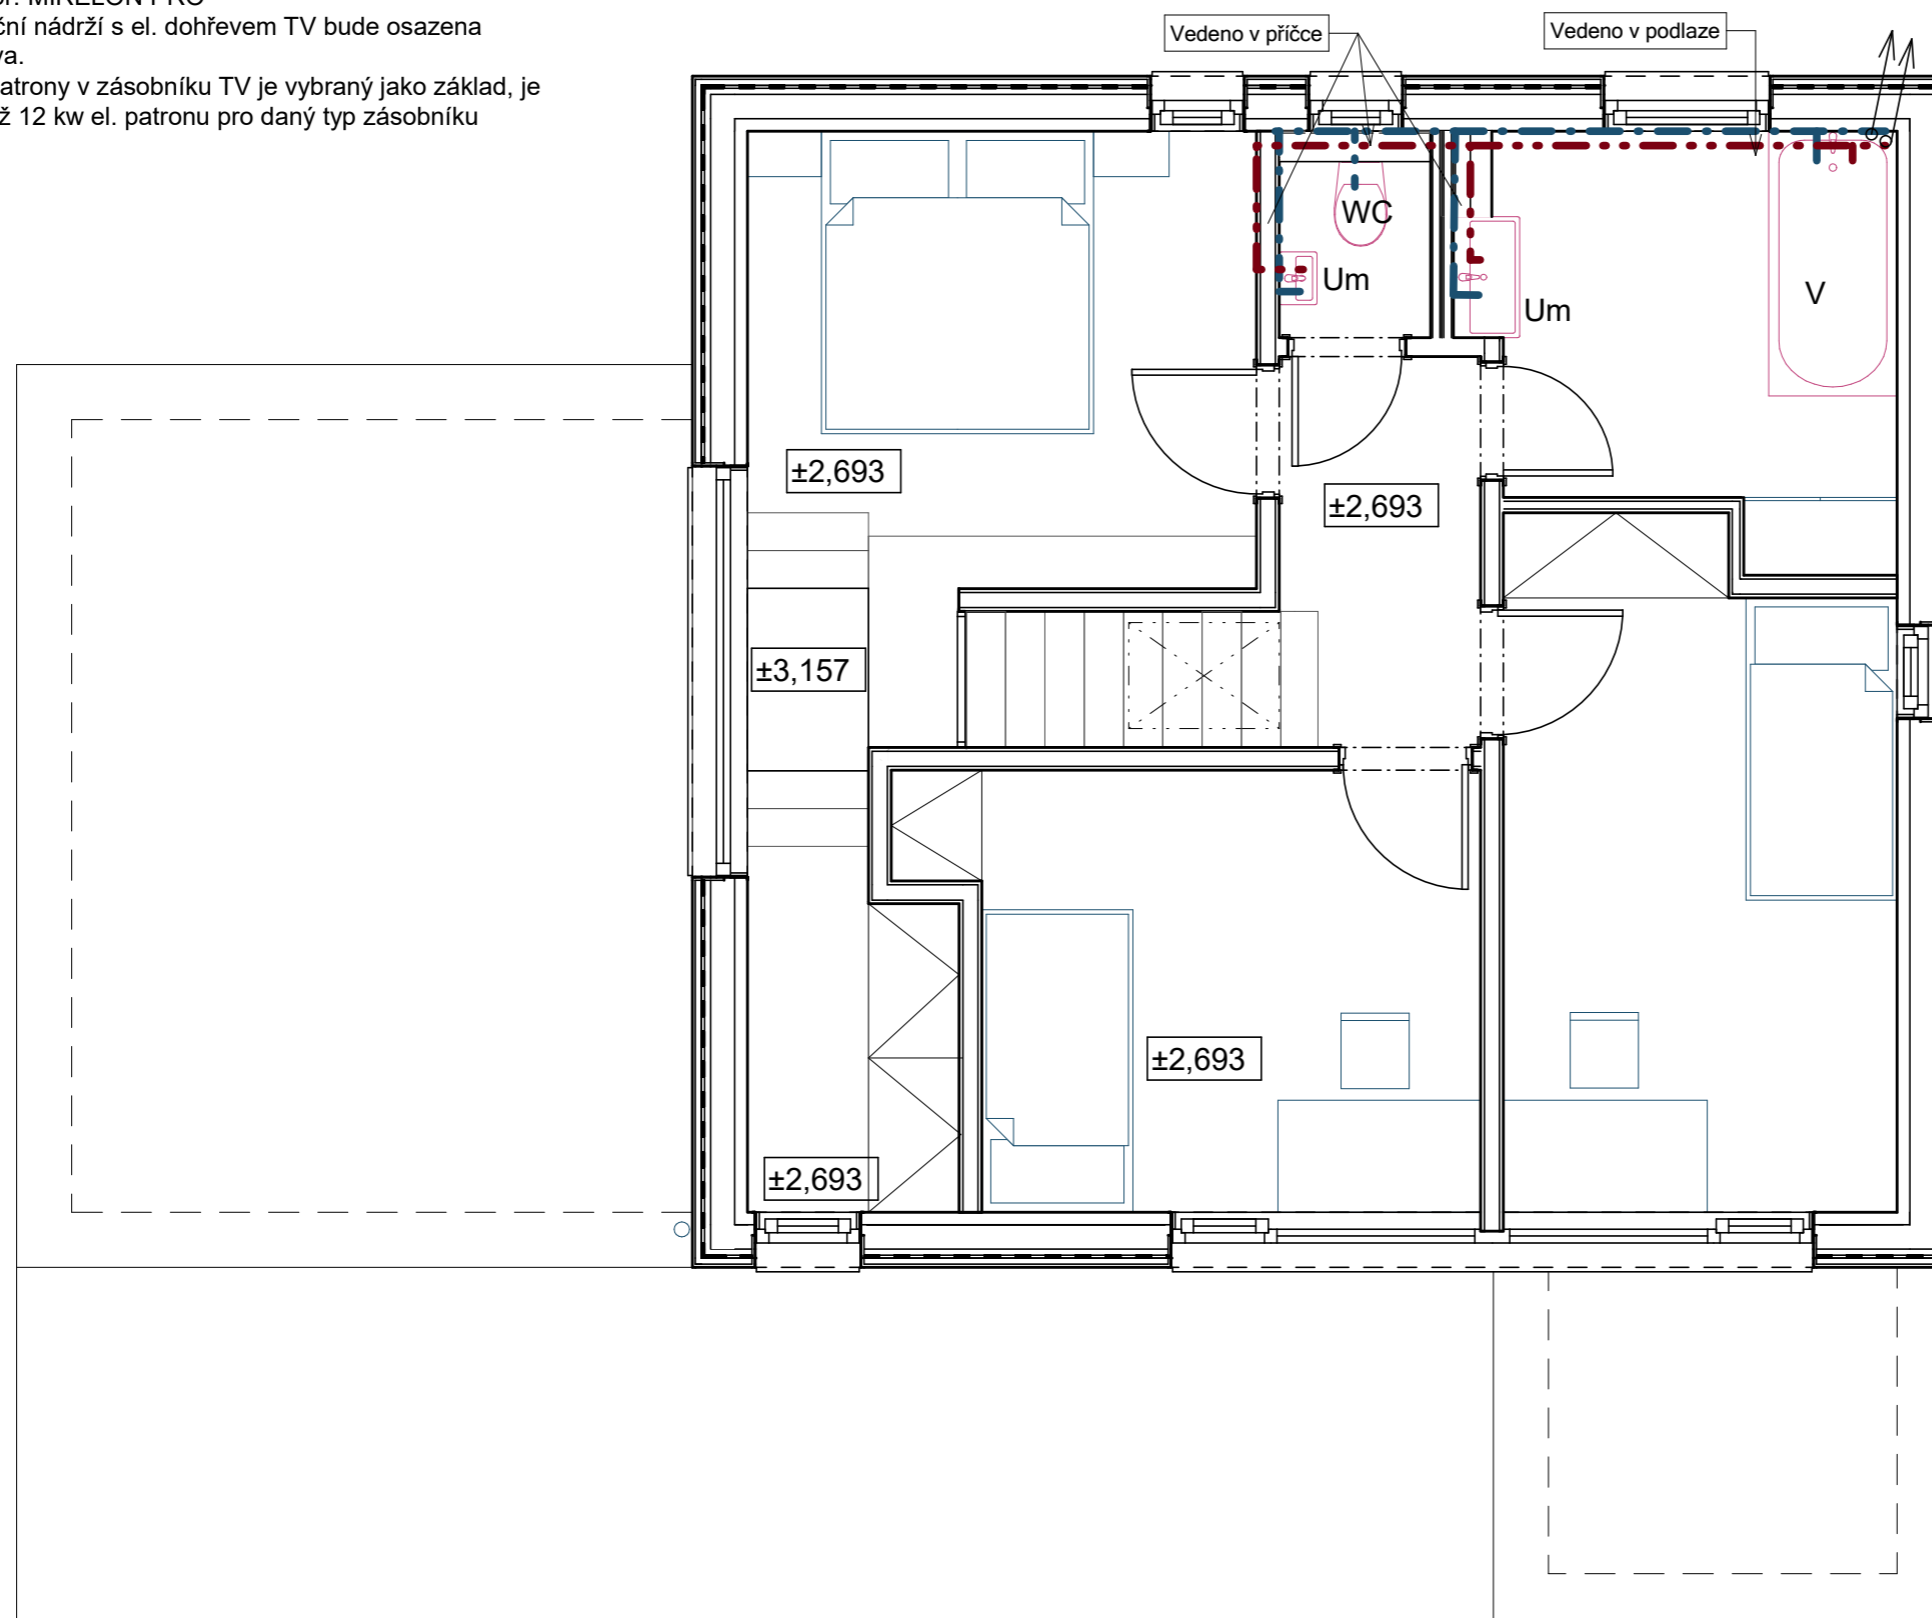 MIRELON PRO
ční nádrží s el. dohřevem TV bude osazena
va.
atrony v zásobníku TV je vybraný jako základ, je
ž 12 kw el. patronu pro daný typ zásobníku
Vedeno v příčce
Vedeno v podlaze
WC
Um
Um
V
±2,693
±2,693
±3,157
±2,693
±2,693